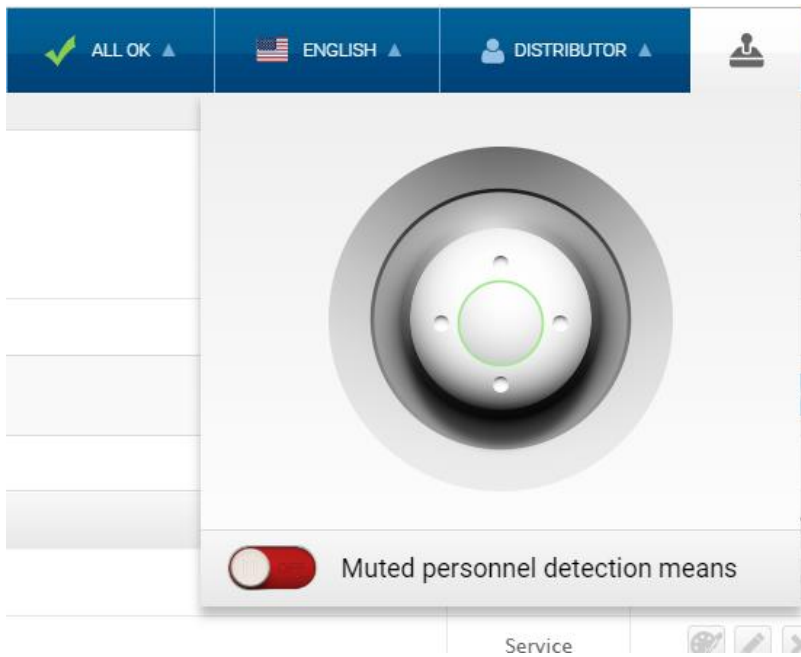 ALL OK
ENGLISH
DISTRIBUTOR
Muted personnel detection means
Service